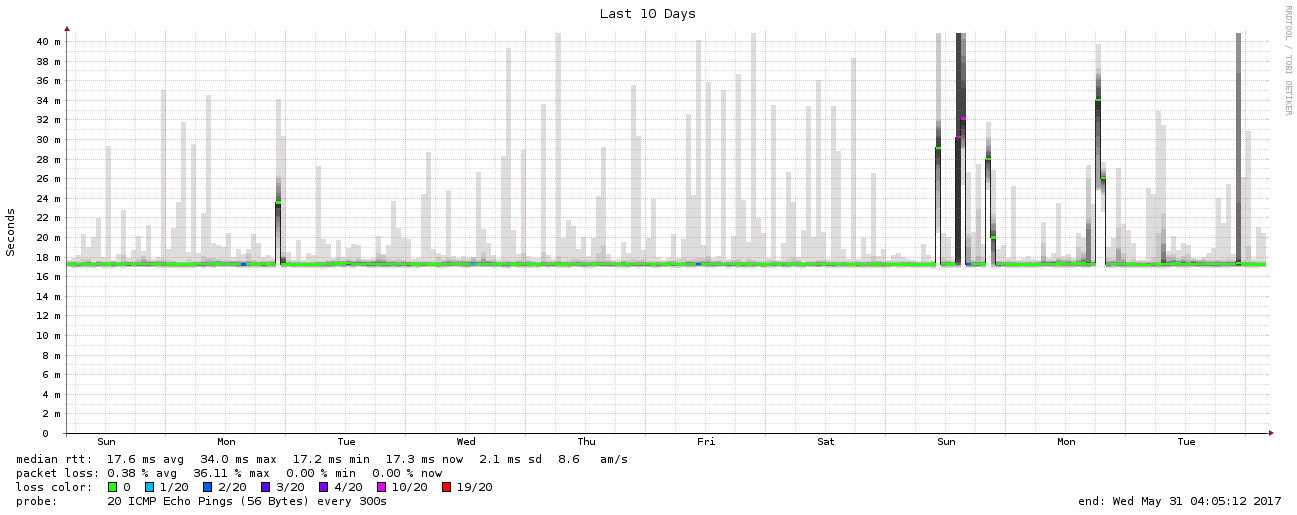 Last 10 Days
RRDTOOL / TOBI OETIKER
Seconds
40 m
38 m
36 m
34 m
32 m
30 m
28 m
26 m
24 m
22 m
20 m
18 m
16 m
14 m
12 m
10 m
8 m
6 m
4 m
2 m
0
Sun Mon Tue Wed Thu Fri Sat Sun Mon Tue
median rtt: 17.6 ms avg 34.0 ms max 17.2 ms min 17.3 ms now 2.1 ms sd 8.6 am/s
packet loss: 0.38 % avg 36.11 % max 0.00 % min 0.00 % now
loss color: 0 1/20 2/20 3/20 4/20 10/20 19/20
probe: 20 ICMP Echo Pings (56 Bytes) every 300s end: Wed May 31 04:05:12 2017